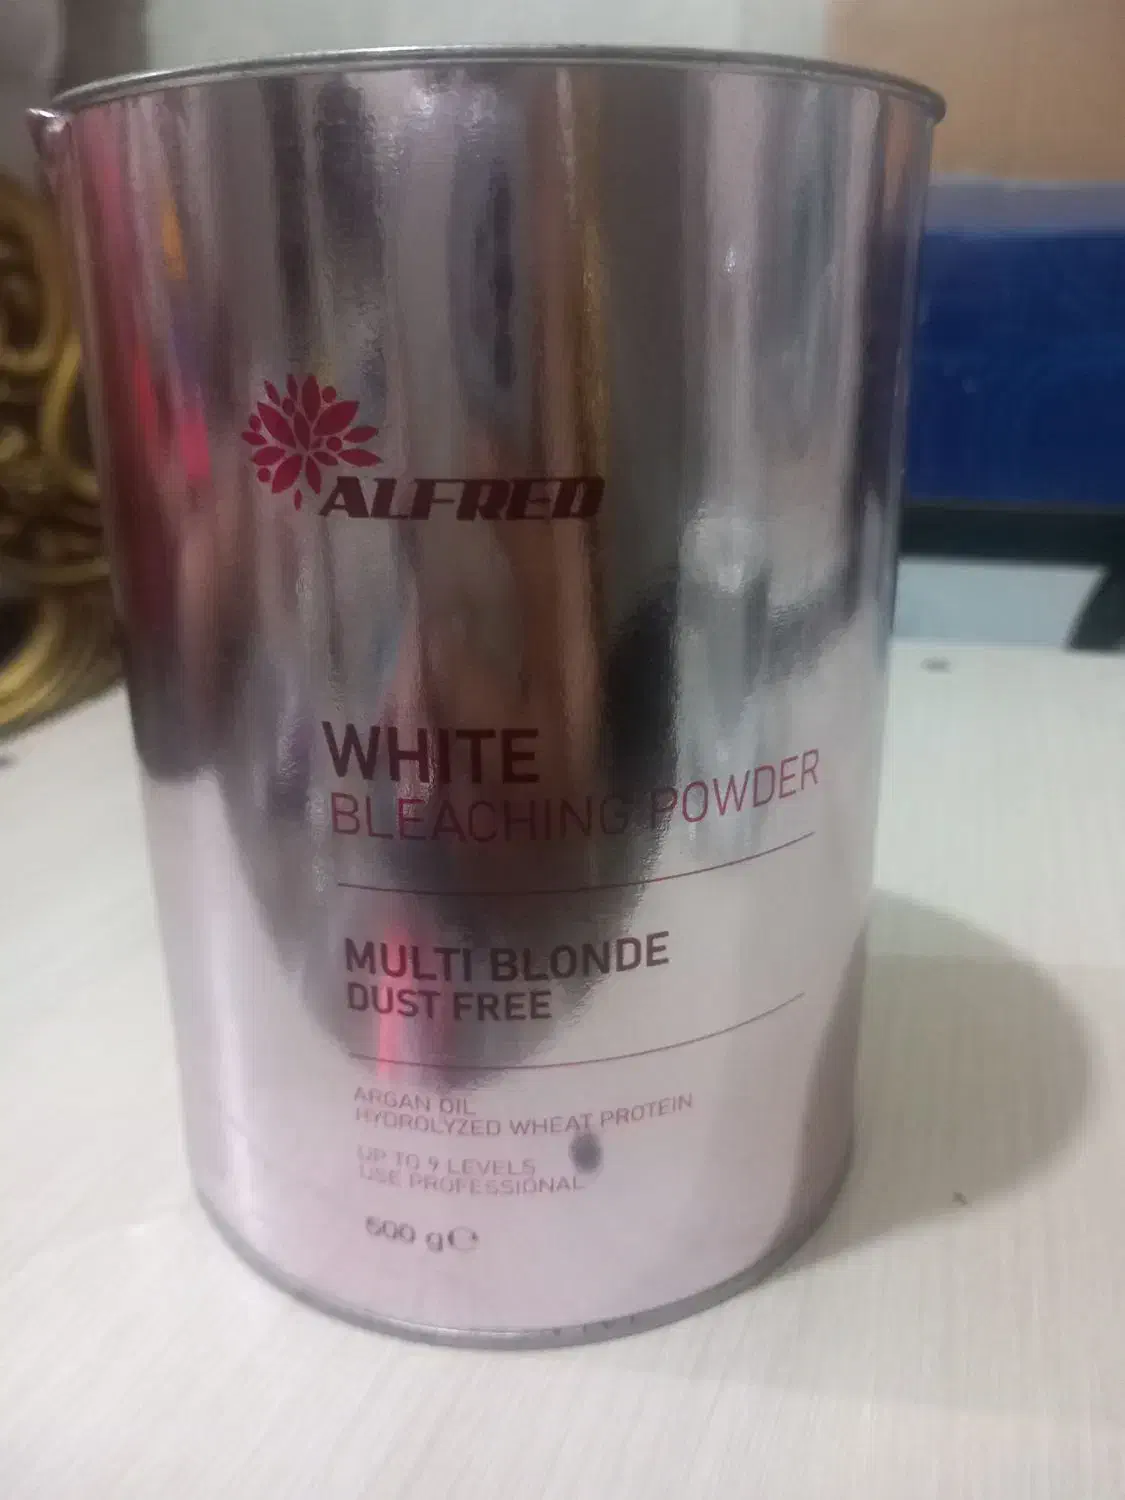 ALFRED
WHITE
BLEACHING POWDER
MULTI BLONDE
DUST FREE
ARGAN OIL
HYDROLYZED WHEAT PROTEIN
UP TO 9 LEVELS
USE PROFESSIONAL
500 g℮